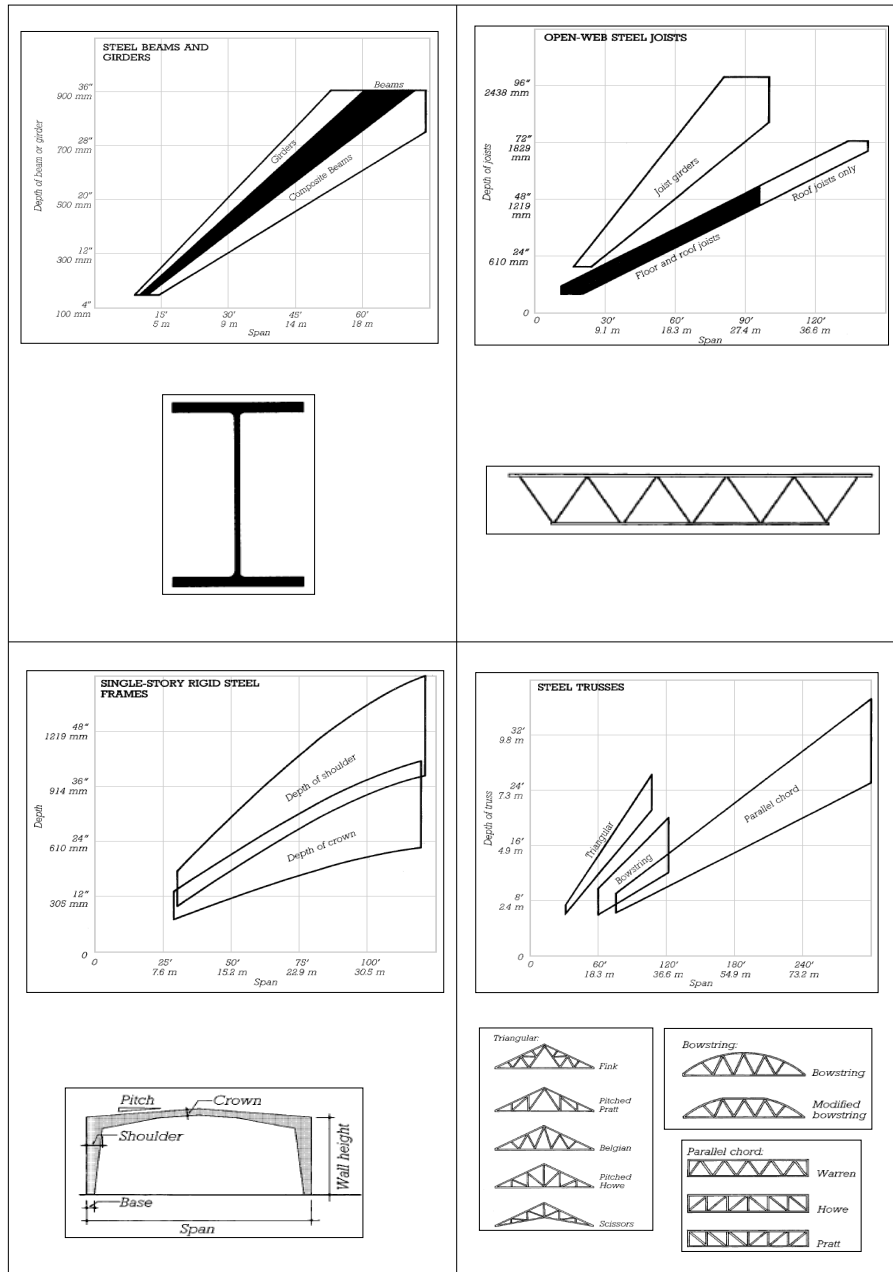 STEEL BEAMS AND
GIRDERS
Depth of beam or girder
36"
900 mm
28"
700 mm
20"
500 mm
12"
300 mm
4"
100 mm
Beams
Girders
Composite Beams
15'
5 m
30'
9 m
45'
14 m
60'
18 m
Span
OPEN-WEB STEEL JOISTS
Depth of joists
96"
2438 mm
72"
1829
mm
48"
1219
mm
24"
610 mm
Joist girders
Roof joists only
Floor and roof joists
0
30'
9.1 m
60'
18.3 m
90'
27.4 m
120'
36.6 m
Span
SINGLE-STORY RIGID STEEL
FRAMES
Depth
48"
1219 mm
36"
914 mm
24"
610 mm
12"
305 mm
0
Depth of shoulder
Depth of crown
0
25'
7.6 m
50'
15.2 m
75'
22.9 m
100'
30.5 m
Span
Pitch
Crown
Shoulder
Wall height
Base
Span
STEEL TRUSSES
Depth of truss
32'
9.8 m
24'
7.3 m
16'
4.9 m
8'
2.4 m
0
Triangular
Bowstring
Parallel chord
0
60'
18.3 m
120'
36.6 m
180'
54.9 m
240'
73.2 m
Span
Triangular:
Fink
Pitched
Pratt
Belgian
Pitched
Howe
Scissors
Bowstring:
Bowstring
Modified
bowstring
Parallel chord:
Warren
Howe
Pratt